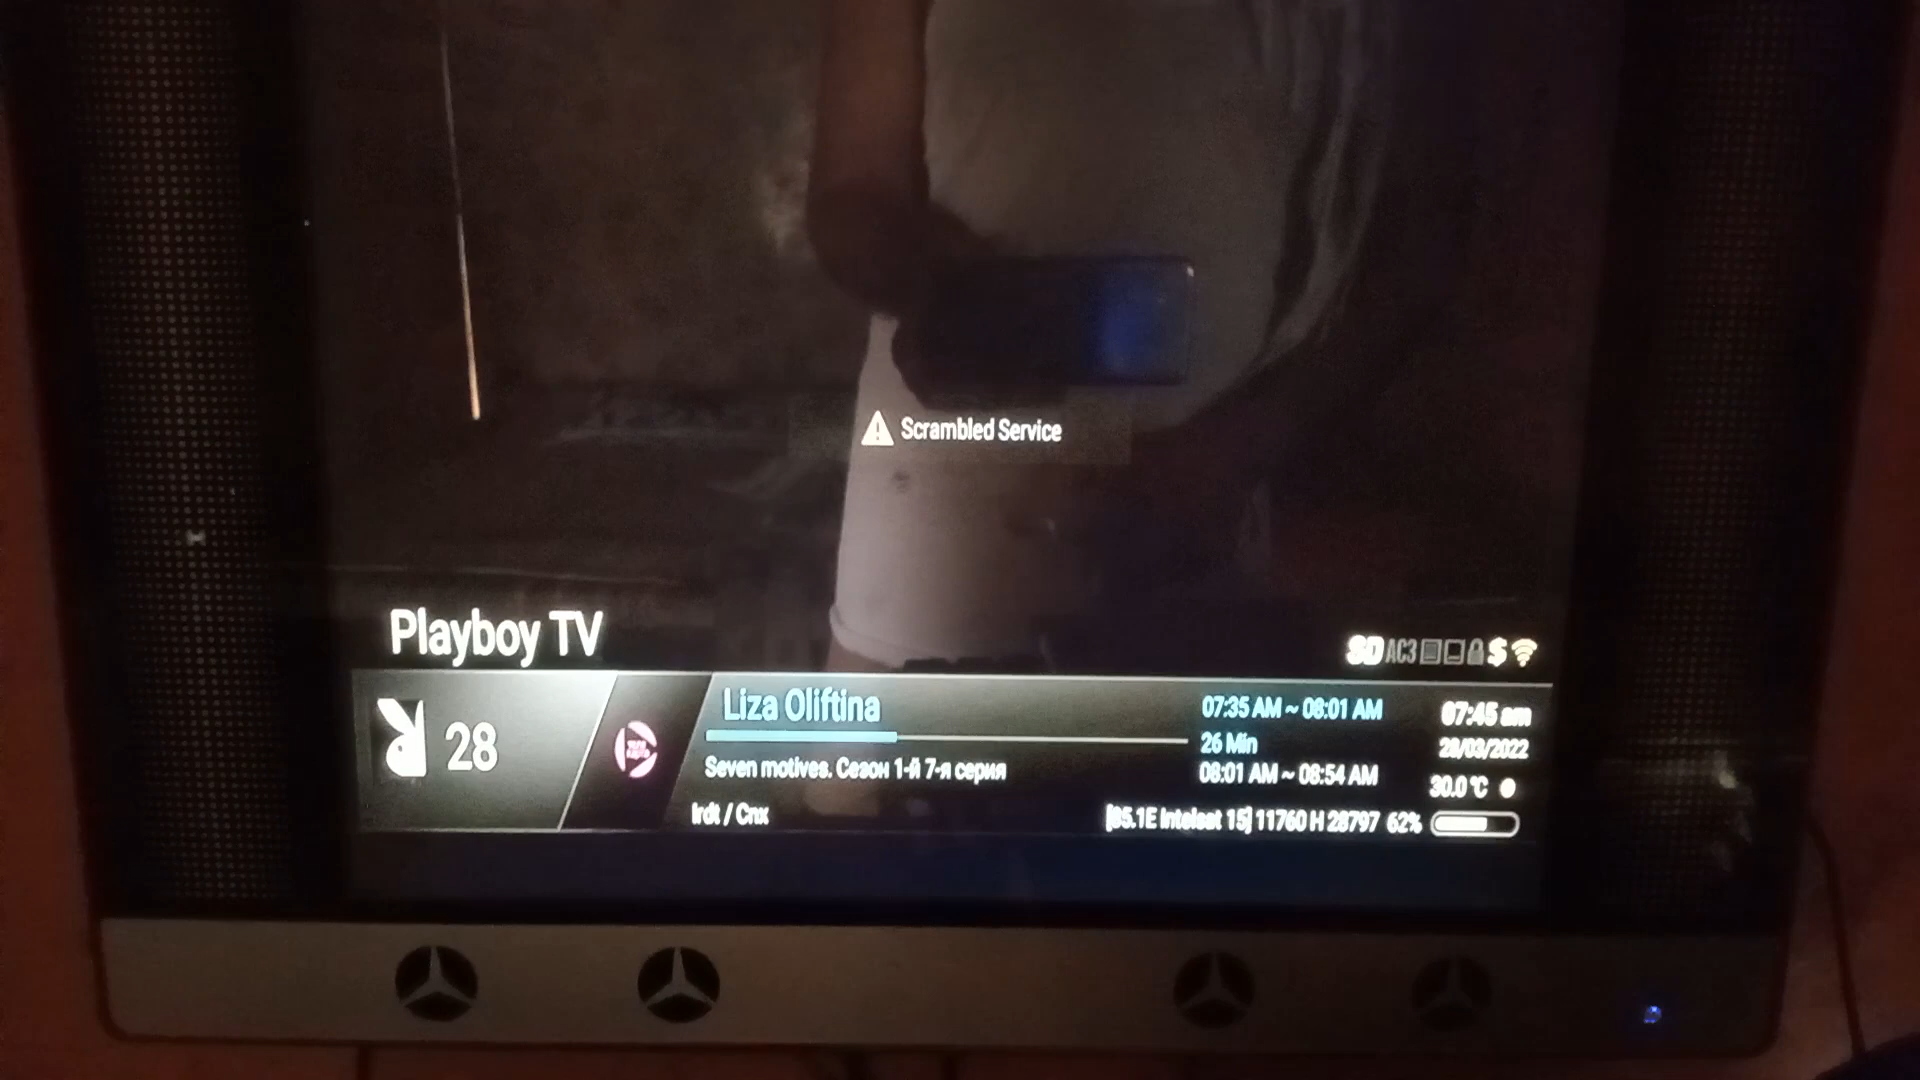 Scrambled Service
Playboy TV
SD AC3 $
28
Liza Oliftina
07:35 AM ~ 08:01 AM
07:45 am
26 Min
28/03/2022
Seven motives. Сезон 1-й 7-я серия
08:01 AM ~ 08:54 AM
30.0 °C
Irdt / Cnx
[85.1E Intelsat 15] 11760 H 28797 62%